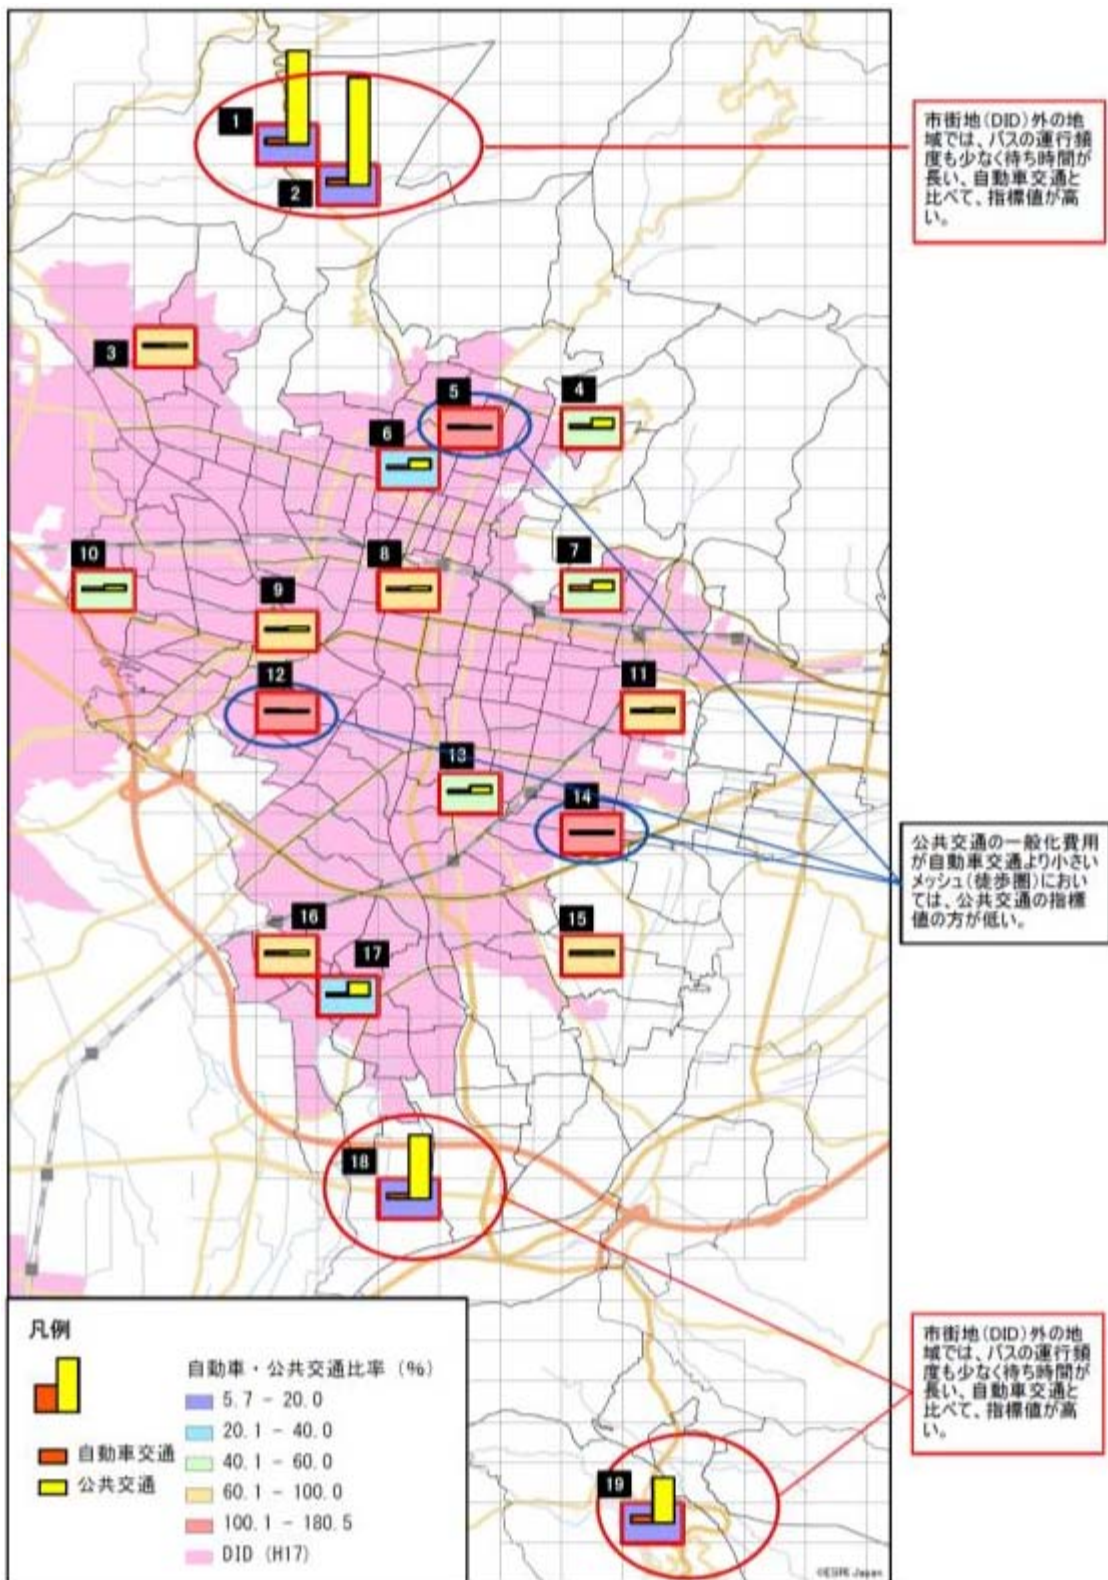 1
2
市街地(DID)外の地
域では、バスの運行頻
度も少なく待ち時間が
長い、自動車交通と
比べて、指標値が高
い。
3
5
4
6
10
8
7
9
12
11
13
14
公共交通の一般化費用
が自動車交通より小さい
メッシュ(徒歩圏)におい
ては、公共交通の指標
値の方が低い。
16
15
17
18
市街地(DID)外の地
域では、バスの運行頻
度も少なく待ち時間が
長い、自動車交通と
比べて、指標値が高
い。
19
凡例
自動車交通
公共交通
自動車・公共交通比率 (%)
5.7 - 20.0
20.1 - 40.0
40.1 - 60.0
60.1 - 100.0
100.1 - 180.5
DID (H17)
©ESRI Japan